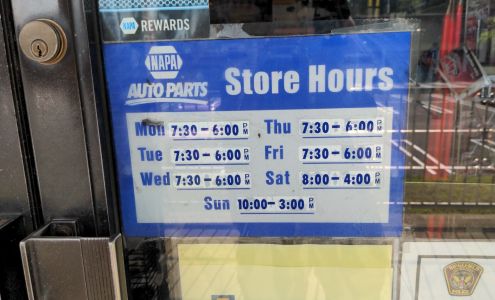 NAPA REWARDS
NAPA
AUTO PARTS
Store Hours
Mon 7:30-6:00 PM Thu 7:30-6:00 PM
Tue 7:30-6:00 PM Fri 7:30-6:00 PM
Wed 7:30-6:00 PM Sat 8:00-4:00 PM
Sun 10:00-3:00 PM